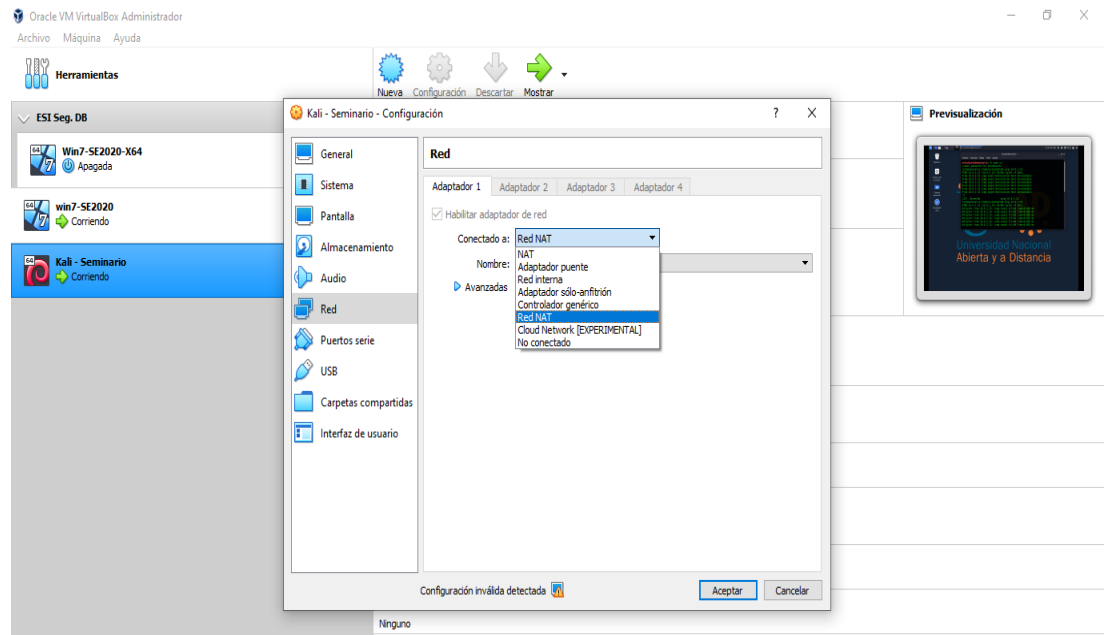 Oracle VM VirtualBox Administrador
Archivo Máquina Ayuda
Herramientas
Nueva Configuración Descartar Mostrar
ESI Seg. DB
Win7-SE2020-X64
Apagada
win7-SE2020
Corriendo
Kali - Seminario
Corriendo
Kali - Seminario - Configuración
General
Sistema
Pantalla
Almacenamiento
Audio
Red
Puertos serie
USB
Carpetas compartidas
Interfaz de usuario
Red
Adaptador 1 Adaptador 2 Adaptador 3 Adaptador 4
Habilitar adaptador de red
Conectado a: Red NAT
NAT
Adaptador puente
Red interna
Adaptador sólo-anfitrión
Controlador genérico
Red NAT
Cloud Network [EXPERIMENTAL]
No conectado
Nombre:
Avanzadas
Configuración inválida detectada
Aceptar Cancelar
Previsualización
Universidad Nacional
Abierta y a Distancia
Ninguno